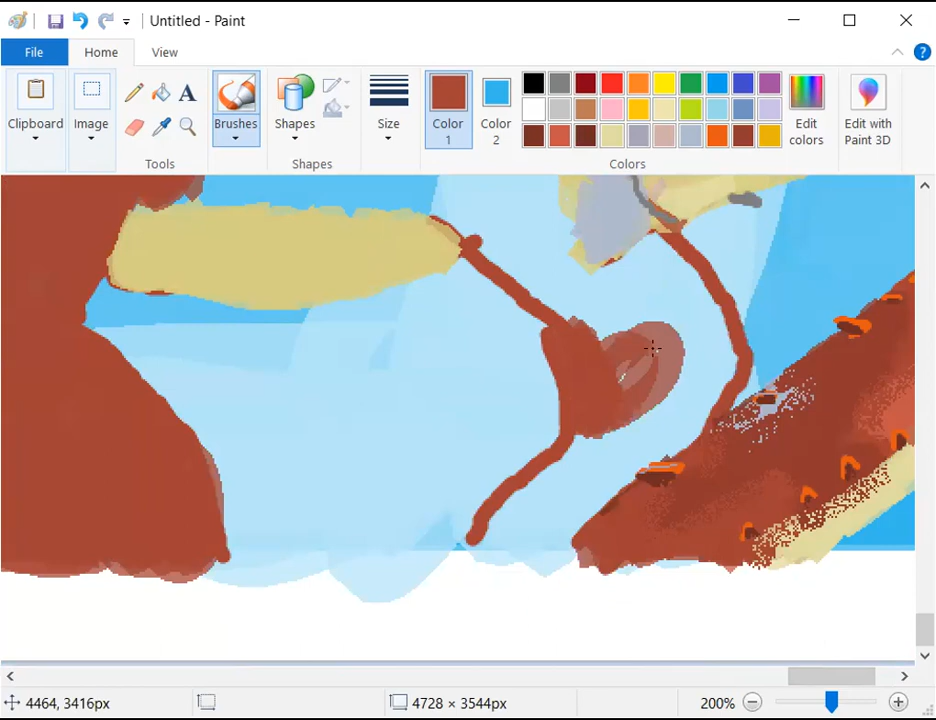 Untitled - Paint
File Home View
Clipboard Image Tools Brushes Shapes Shapes Size Color 1 Color 2 Colors Edit colors Edit with Paint 3D
4464, 3416px 4728 × 3544px 200%